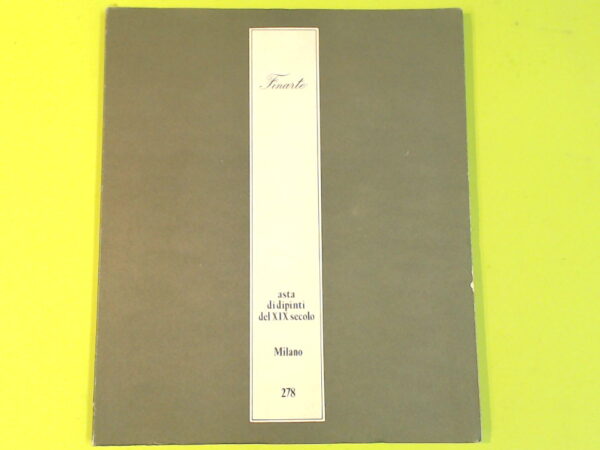 Finarte
asta
di dipinti
del XIX secolo
Milano
278